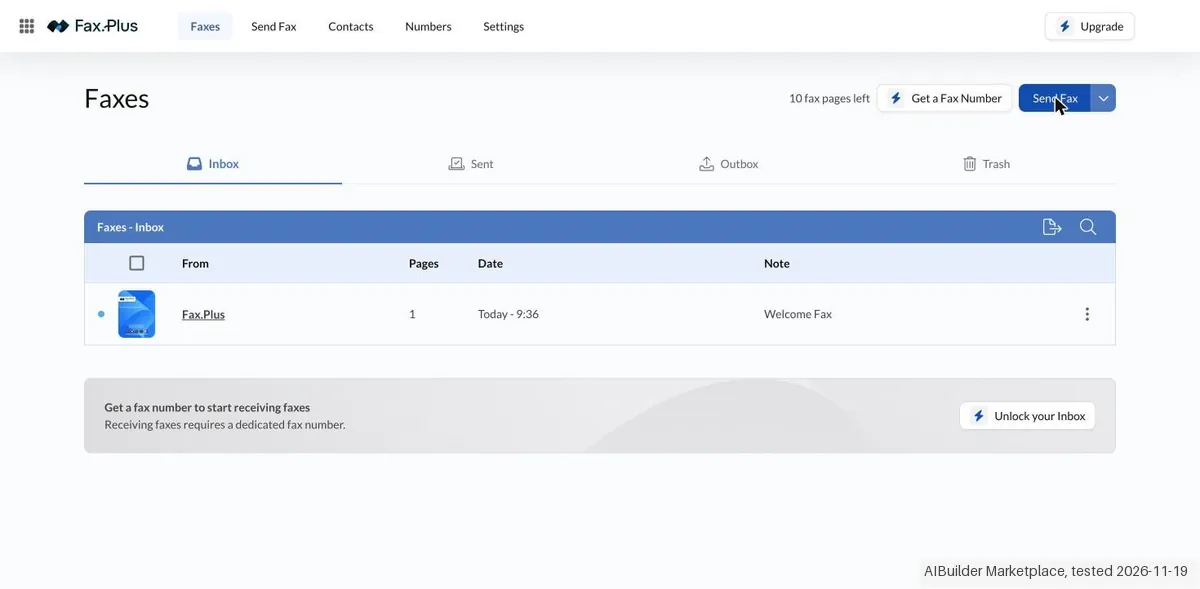 Fax.Plus Faxes Send Fax Contacts Numbers Settings Upgrade
Faxes 10 fax pages left Get a Fax Number Send Fax
Inbox Sent Outbox Trash
Faxes - Inbox
From Pages Date Note
Fax.Plus 1 Today - 9:36 Welcome Fax
Get a fax number to start receiving faxes
Receiving faxes requires a dedicated fax number.
Unlock your Inbox
AIBuilder Marketplace, tested 2026-11-19